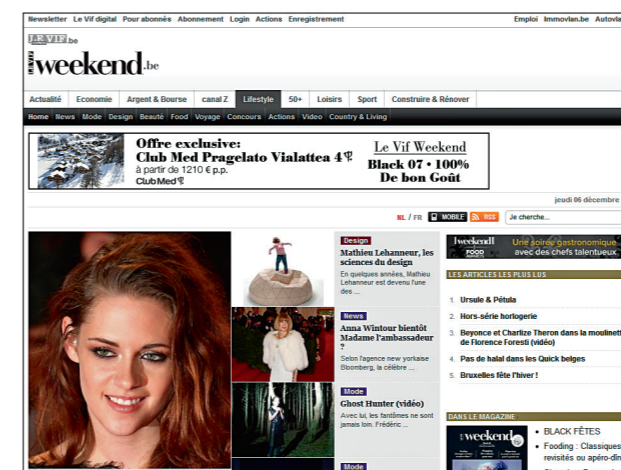 Newsletter Le Vif digital Pour abonnés Abonnement Login Actions Enregistrement
Emploi Immovlan.be
LE VIF.be
LE VIF weekend.be
Actualité Economie Argent & Bourse canal Z Lifestyle 50+ Loisirs Sport Construire & Rénover
Home News Mode Design Beauté Food Voyage Concours Actions Video Country & Living
Offre exclusive:
Club Med Pragelato Vialattea 4
à partir de 1210 € p.p.
Club Med
Le Vif Weekend
Black 07 • 100%
De bon Goût
jeudi 06 décembre
NL / FR MOBILE RSS Je cherche...
Design
Mathieu Lehanneur, les
sciences du design
En quelques années, Mathieu
Lehanneur est devenu l'une
des ...
News
Anna Wintour bientôt
Madame l'ambassadeur
?
Selon l'agence new yorkaise
Bloomberg, la célèbre ...
Mode
Ghost Hunter (vidéo)
Avec lui, les fantômes ne sont
jamais loin. Frédéric ...
Mode
weekend
FOOD
Une soirée gastronomique
avec des chefs talentueux
LES ARTICLES LES PLUS LUS
1. Ursule & Pétula
2. Hors-série horlogerie
3. Beyonce et Charlize Theron dans la moulinett
de Florence Foresti (vidéo)
4. Pas de halal dans les Quick belges
5. Bruxelles fête l'hiver !
DANS LE MAGAZINE
weekend
• BLACK FÊTES
• Fooding : Classiques
revisités ou apéro-dîn